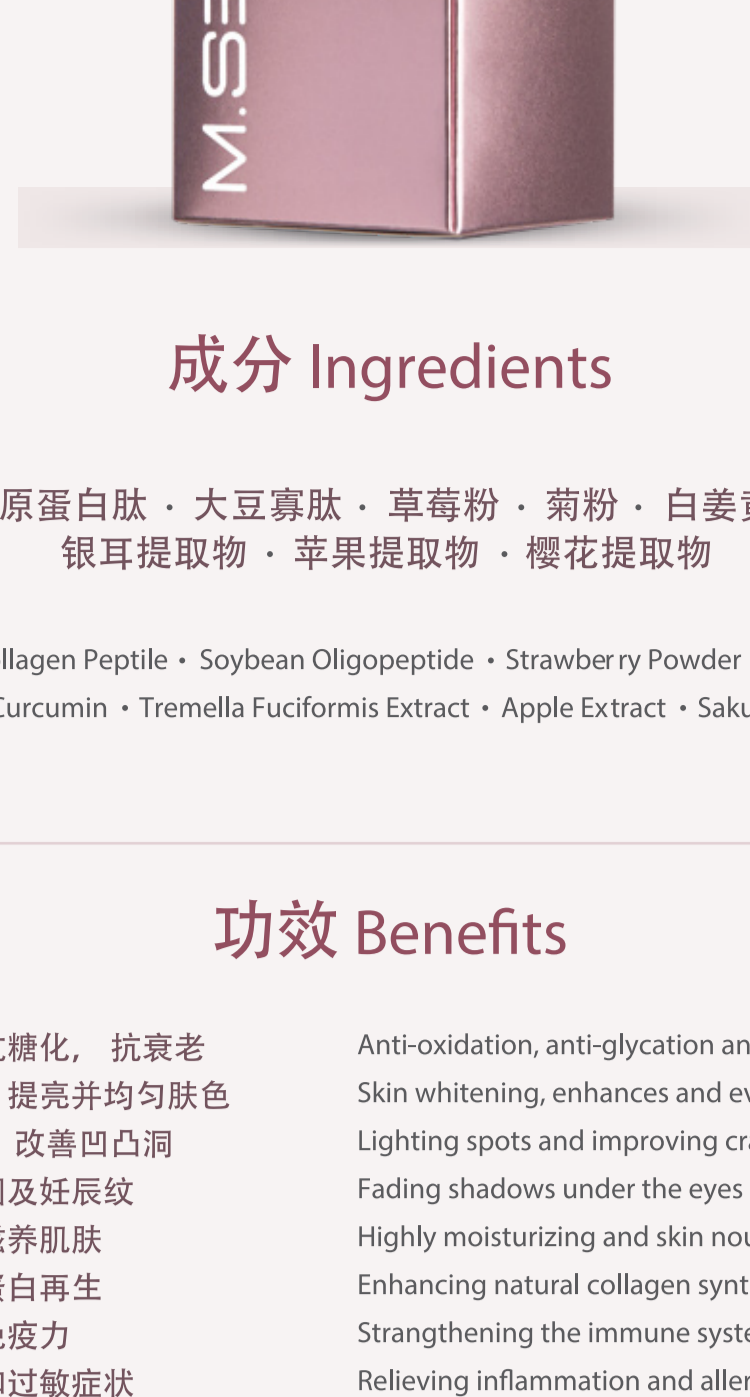 M.SE
成分 Ingredients
原蛋白肽 · 大豆寡肽 · 草莓粉 · 菊粉 · 白姜黄
银耳提取物 · 苹果提取物 · 樱花提取物
llagen Peptile • Soybean Oligopeptide • Strawberry Powder
Curcumin • Tremella Fuciformis Extract • Apple Extract • Saku
功效 Benefits
糖化， 抗衰老
Anti-oxidation, anti-glycation an
提亮并均匀肤色
Skin whitening, enhances and ev
改善凹凸洞
Lighting spots and improving cra
及妊辰纹
Fading shadows under the eyes
养肌肤
Highly moisturizing and skin nou
蛋白再生
Enhancing natural collagen synt
疫力
Strangthening the immune syste
过敏症状
Relieving inflammation and aller